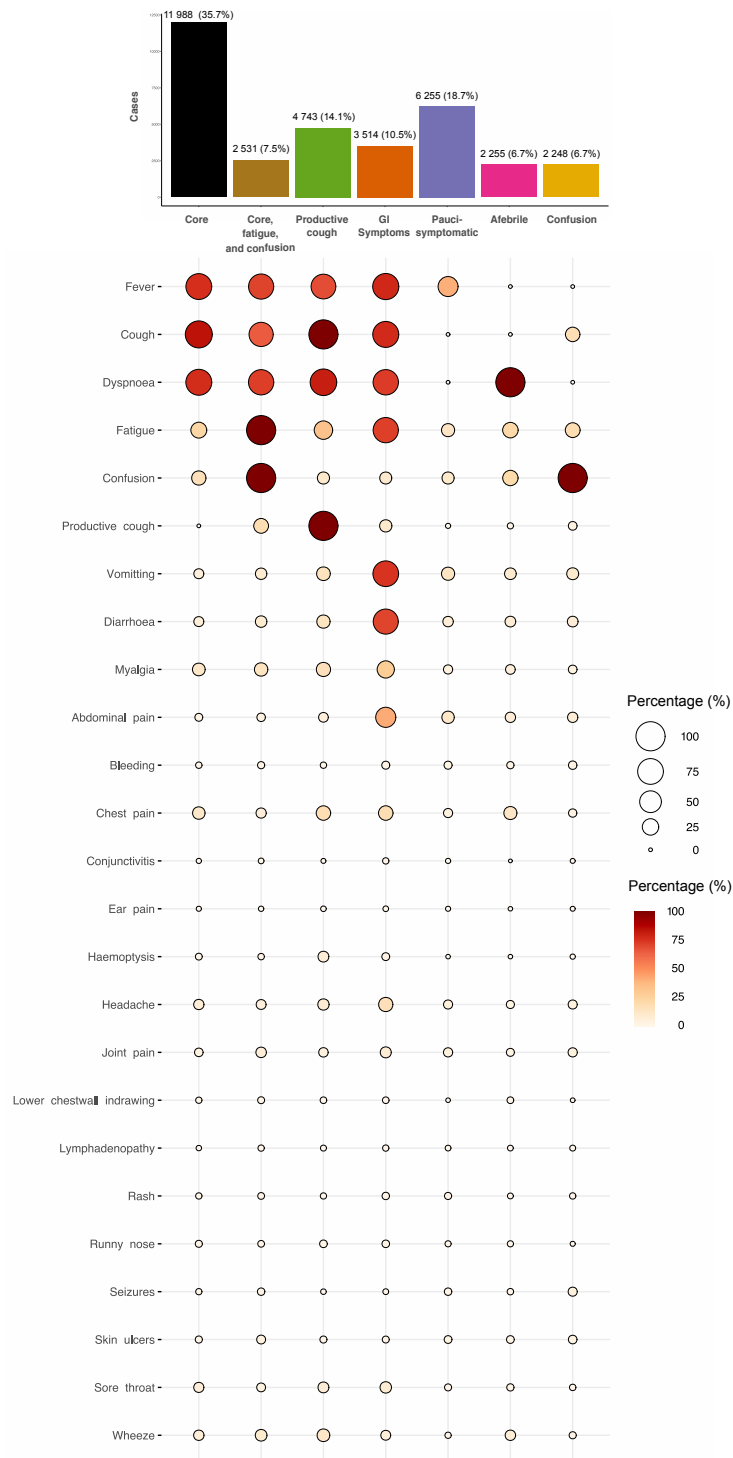 11 988 (35.7%)
6 255 (18.7%)
4 743 (14.1%)
3 514 (10.5%)
2 531 (7.5%)
2 255 (6.7%)
2 248 (6.7%)
Cases
Core
Core, fatigue, and confusion
Productive cough
GI Symptoms
Pauci-symptomatic
Afebrile
Confusion
Fever
Cough
Dyspnoea
Fatigue
Confusion
Productive cough
Vomitting
Diarrhoea
Myalgia
Abdominal pain
Bleeding
Chest pain
Conjunctivitis
Ear pain
Haemoptysis
Headache
Joint pain
Lower chestwall indrawing
Lymphadenopathy
Rash
Runny nose
Seizures
Skin ulcers
Sore throat
Wheeze
Percentage (%)
100
75
50
25
0
Percentage (%)
100
75
50
25
0